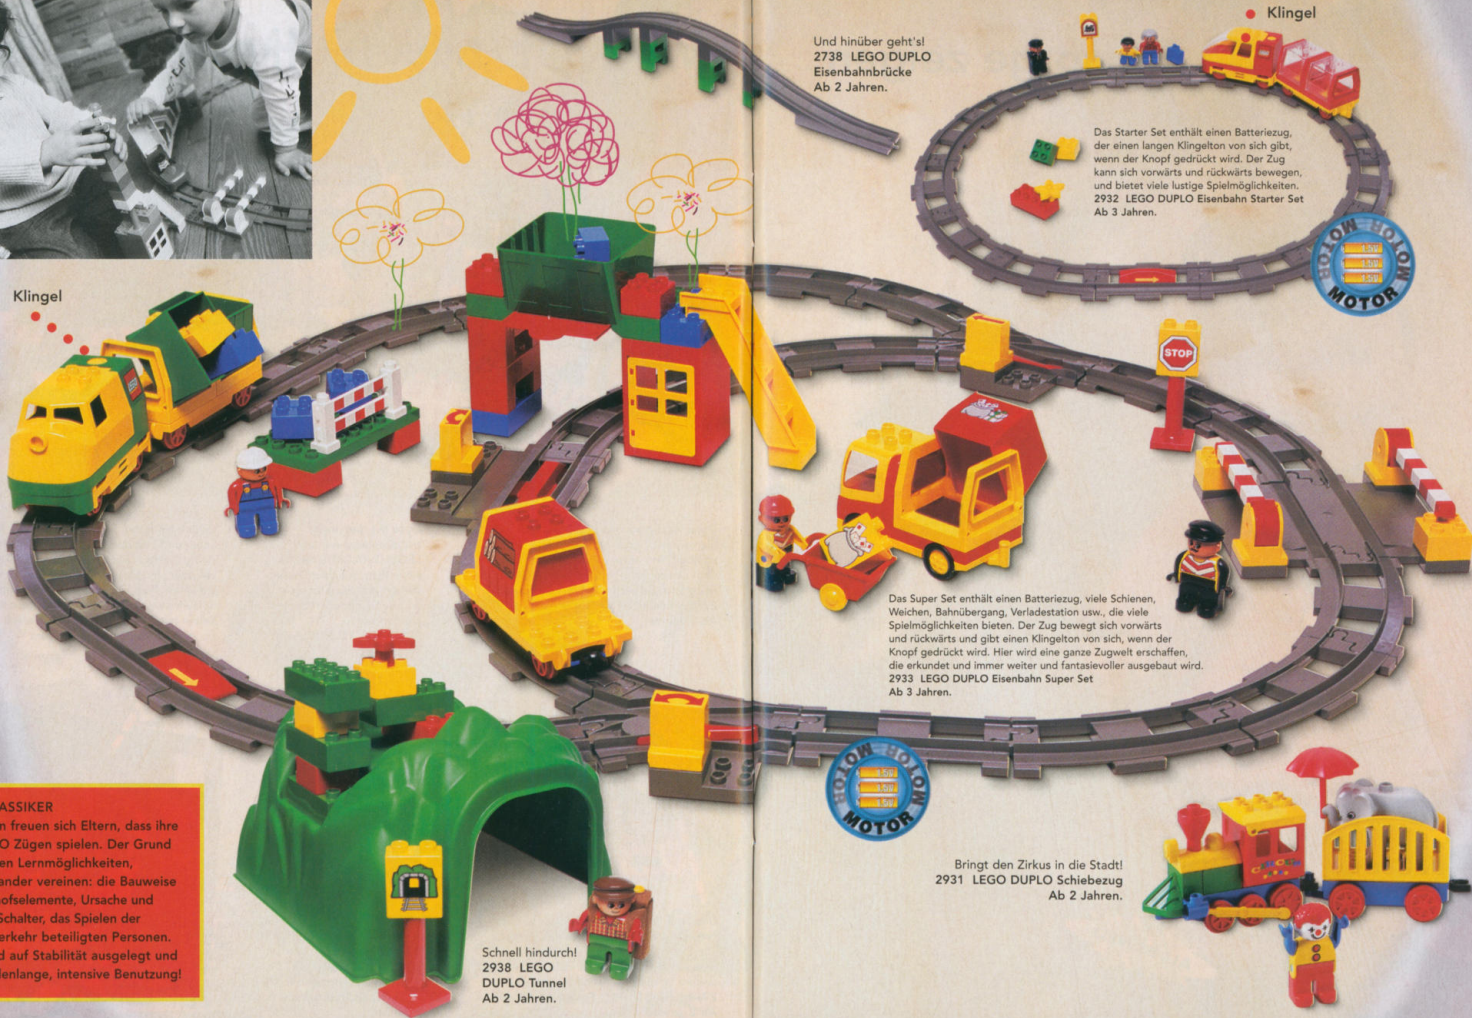 Klingel
Und hinüber geht's!
2738 LEGO DUPLO
Eisenbahnbrücke
Ab 2 Jahren.
Klingel
Das Starter Set enthält einen Batteriezug,
der einen langen Klingelton von sich gibt,
wenn der Knopf gedrückt wird. Der Zug
kann sich vorwärts und rückwärts bewegen,
und bietet viele lustige Spielmöglichkeiten.
2932 LEGO DUPLO Eisenbahn Starter Set
Ab 3 Jahren.
MOTOR MOTOR
MOTOR
STOP
Das Super Set enthält einen Batteriezug, viele Schienen,
Weichen, Bahnübergang, Verladestation usw., die viele
Spielmöglichkeiten bieten. Der Zug bewegt sich vorwärts
und rückwärts und gibt einen Klingelton von sich, wenn der
Knopf gedrückt wird. Hier wird eine ganze Zugwelt erschaffen,
die erkundet und immer weiter und fantasievoller ausgebaut wird.
2933 LEGO DUPLO Eisenbahn Super Set
Ab 3 Jahren.
MOTOR MOTOR
MOTOR
ASSIKER
n freuen sich Eltern, dass ihre
O Zügen spielen. Der Grund
en Lernmöglichkeiten,
ander vereinen: die Bauweise
ofselemente, Ursache und
Schalter, das Spielen der
erkehr beteiligten Personen.
d auf Stabilität ausgelegt und
denlange, intensive Benutzung!
Schnell hindurch!
2938 LEGO
DUPLO Tunnel
Ab 2 Jahren.
Bringt den Zirkus in die Stadt!
2931 LEGO DUPLO Schiebezug
Ab 2 Jahren.